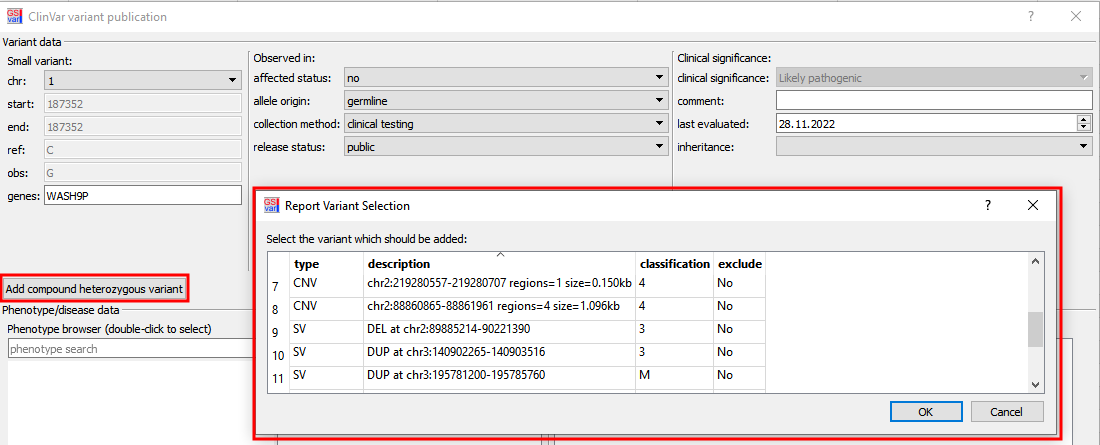 GSvar ClinVar variant publication ? ×
Variant data
Small variant:
chr: 1
start: 187352
end: 187352
ref: C
obs: G
genes: WASH9P
Observed in:
affected status: no
allele origin: germline
collection method: clinical testing
release status: public
Clinical significance:
clinical significance: Likely pathogenic
comment:
last evaluated: 28.11.2022
inheritance:
Add compound heterozygous variant
Phenotype/disease data
Phenotype browser (double-click to select)
phenotype search
GSvar Report Variant Selection ? ×
Select the variant which should be added:
type description classification exclude
7 CNV chr2:219280557-219280707 regions=1 size=0.150kb 4 No
8 CNV chr2:88860865-88861961 regions=4 size=1.096kb 4 No
9 SV DEL at chr2:89885214-90221390 3 No
10 SV DUP at chr3:140902265-140903516 3 No
11 SV DUP at chr3:195781200-195785760 M No
OK Cancel